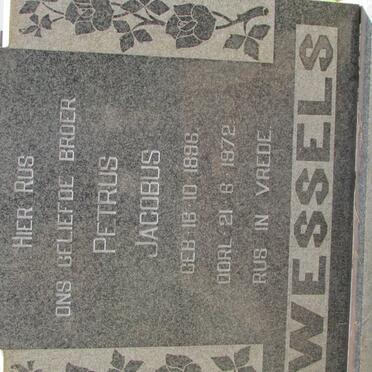 HIER RUS
ONS GELIEFDE BROER
PETRUS
JACOBUS
GEB. 16. 10. 1896.
OORL. 21. 6. 1972
RUS IN VREDE.
WESSELS